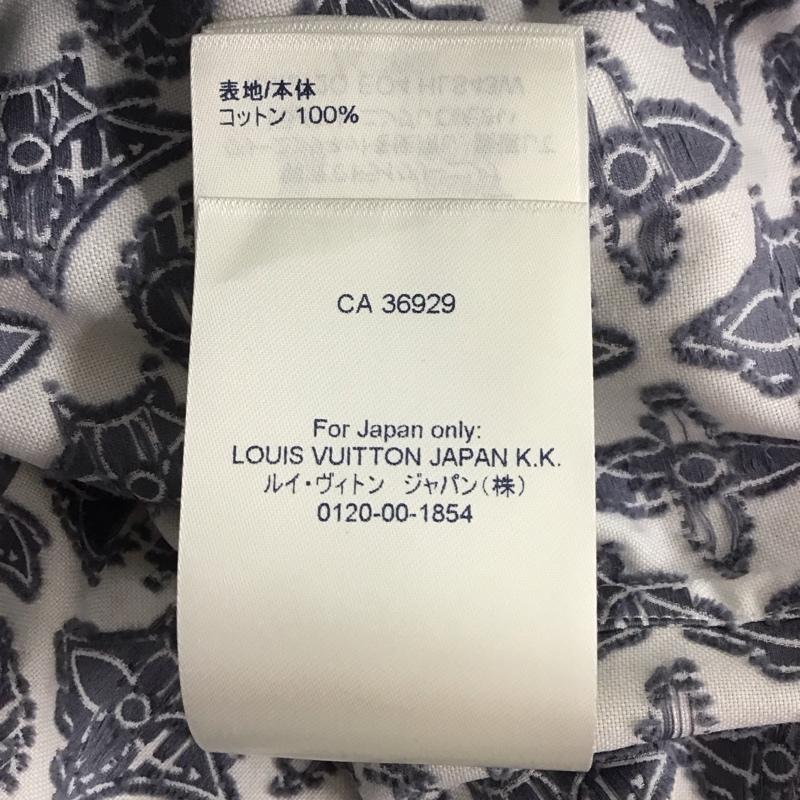 表地/本体
コットン 100%
CA 36929
For Japan only:
LOUIS VUITTON JAPAN K.K.
ルイ・ヴィトン ジャパン(株)
0120-00-1854